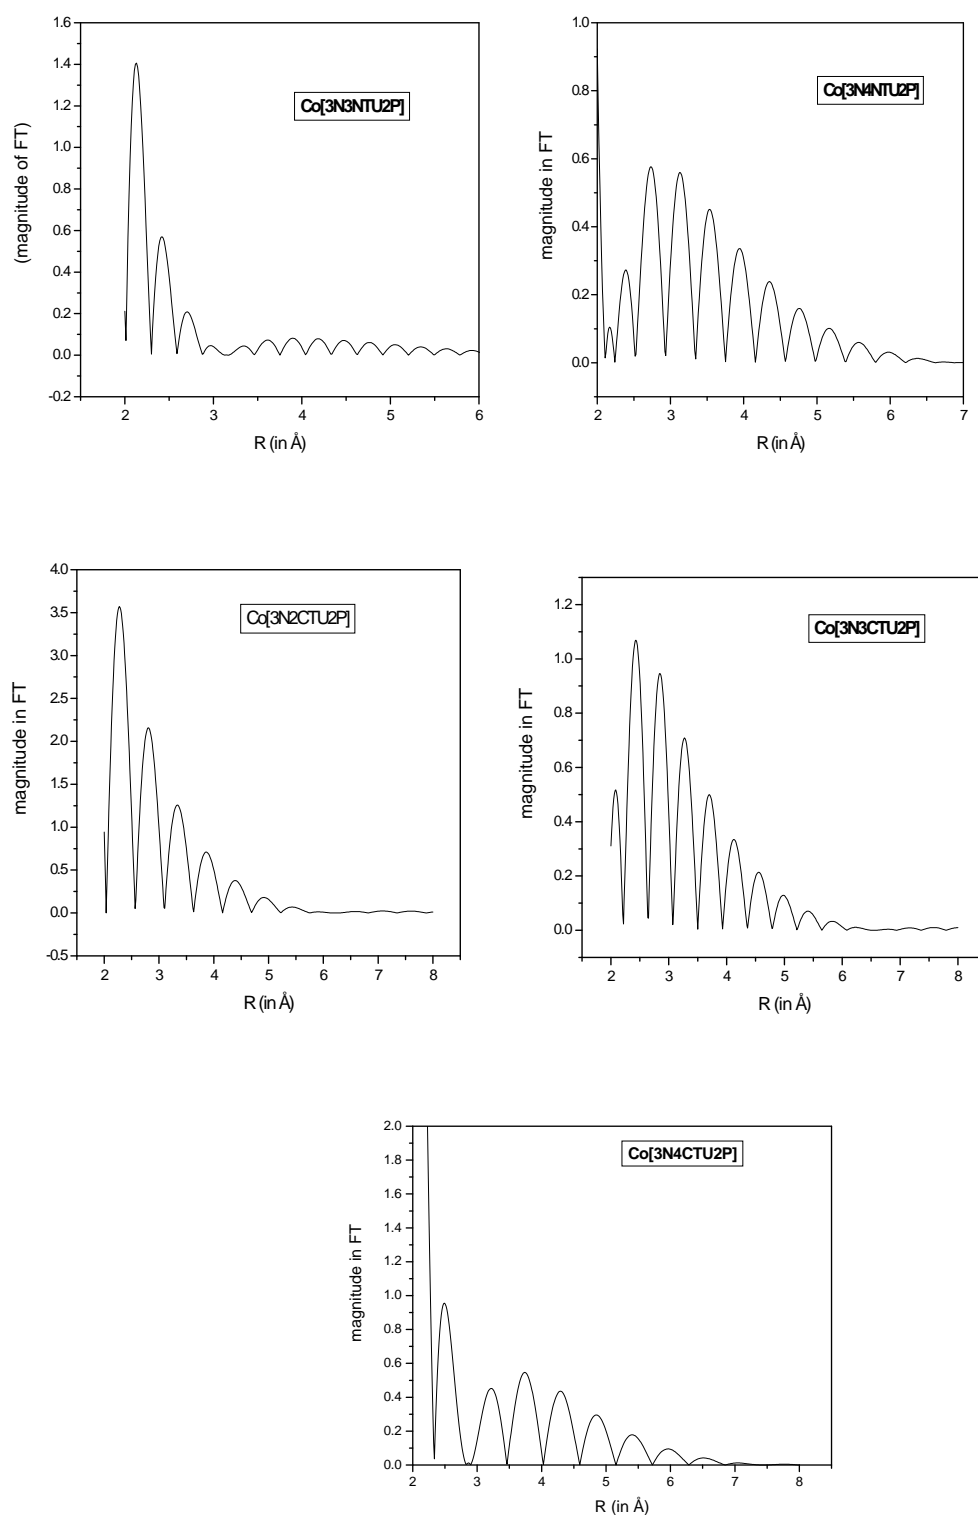 1.6
1.4
1.2
1.0
0.8
0.6
0.4
0.2
0.0
-0.2
(magnitude of FT)
Co[3N3NTU2P]
2 3 4 5 6
R (in Å)
1.0
0.8
0.6
0.4
0.2
0.0
magnitude in FT
Co[3N4NTU2P]
2 3 4 5 6 7
R (in Å)
4.0
3.5
3.0
2.5
2.0
1.5
1.0
0.5
0.0
-0.5
magnitude in FT
Co[3N2CTU2P]
2 3 4 5 6 7 8
R (in Å)
1.2
1.0
0.8
0.6
0.4
0.2
0.0
magnitude in FT
Co[3N3CTU2P]
2 3 4 5 6 7 8
R (in Å)
2.0
1.8
1.6
1.4
1.2
1.0
0.8
0.6
0.4
0.2
0.0
magnitude in FT
Co[3N4CTU2P]
2 3 4 5 6 7 8
R (in Å)